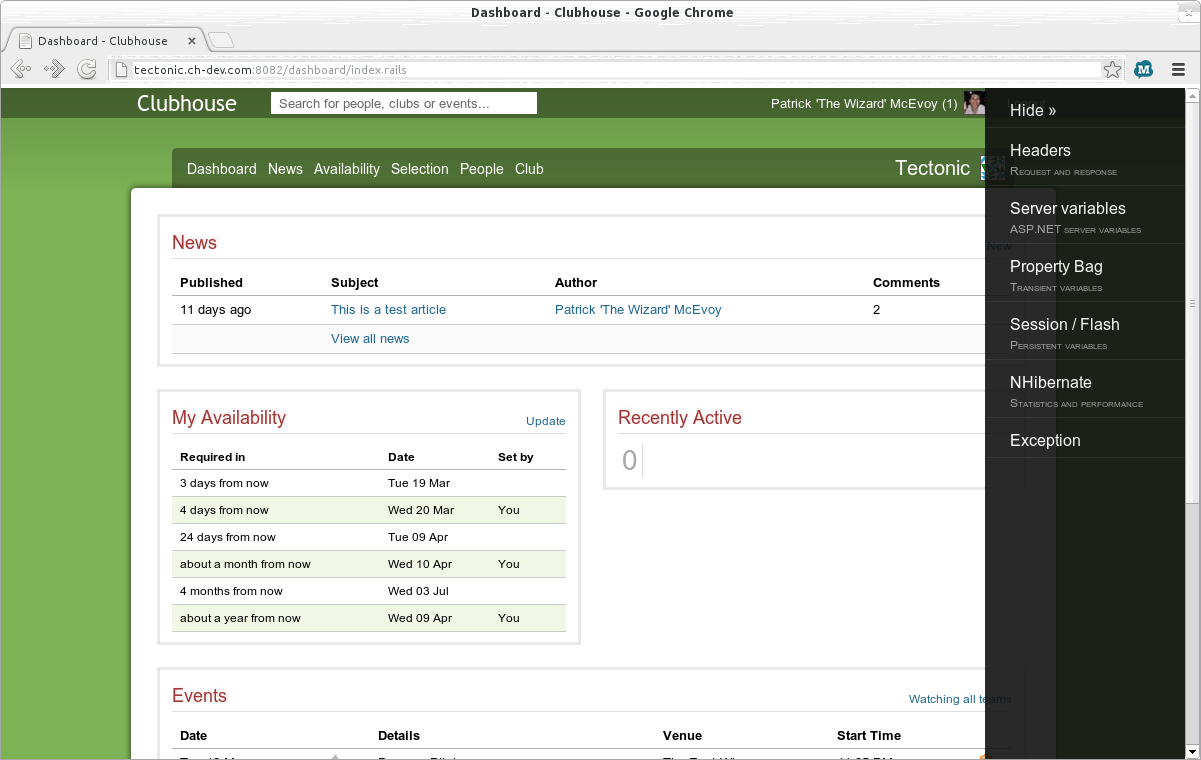 Dashboard - Clubhouse - Google Chrome
Dashboard - Clubhouse
tectonic.ch-dev.com:8082/dashboard/index.rails
Clubhouse
Search for people, clubs or events...
Patrick 'The Wizard' McEvoy (1)
Hide »
Dashboard News Availability Selection People Club
Tectonic
Headers
Request and response
Server variables
ASP.NET server variables
Property Bag
Transient variables
Session / Flash
Persistent variables
NHibernate
Statistics and performance
Exception
News
New
Published Subject Author Comments
11 days ago This is a test article Patrick 'The Wizard' McEvoy 2
View all news
My Availability Update
Required in Date Set by
3 days from now Tue 19 Mar
4 days from now Wed 20 Mar You
24 days from now Tue 09 Apr
about a month from now Wed 10 Apr You
4 months from now Wed 03 Jul
about a year from now Wed 09 Apr You
Recently Active
0
Events Watching all teams
Date Details Venue Start Time